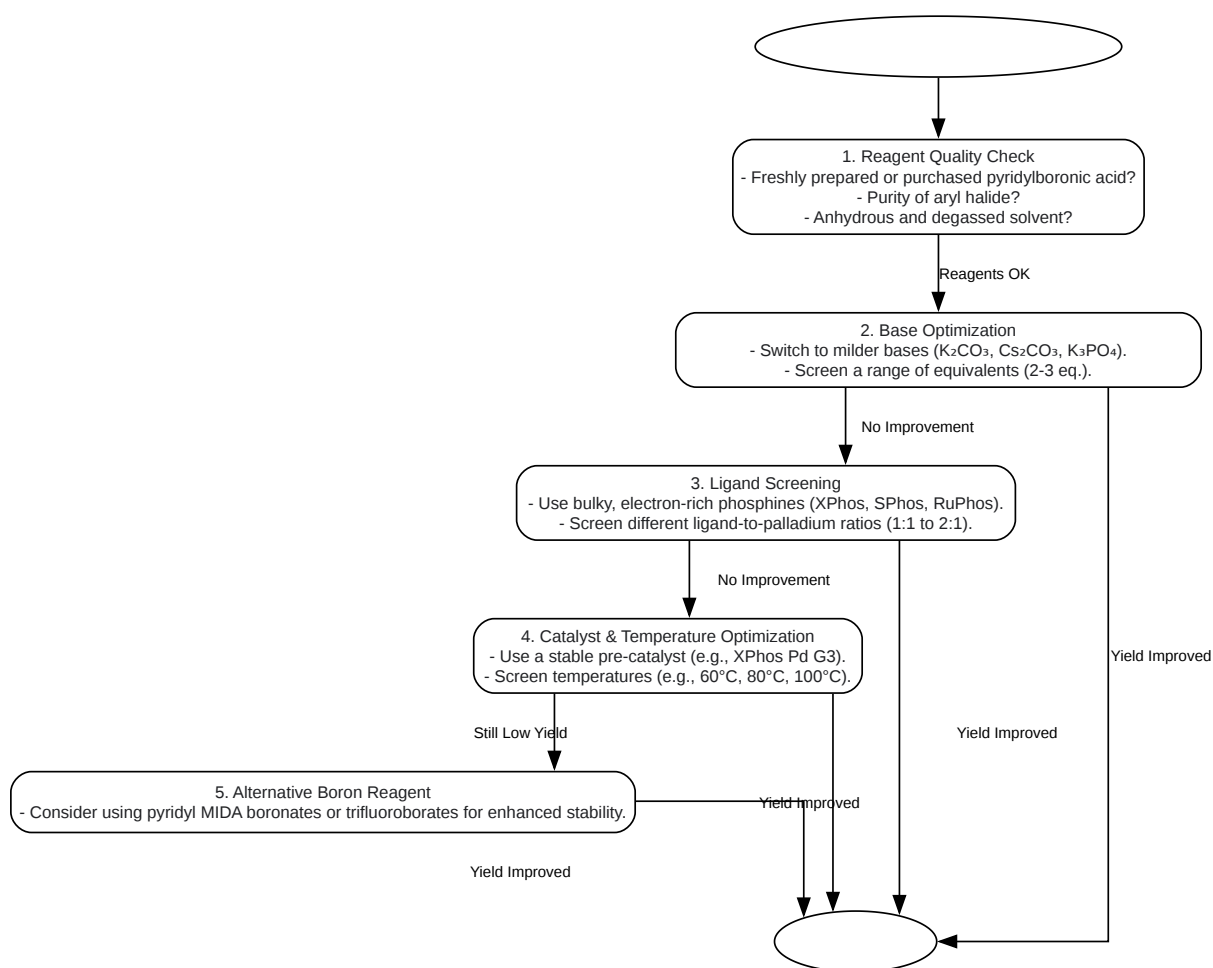 1. Reagent Quality Check
- Freshly prepared or purchased pyridylboronic acid?
- Purity of aryl halide?
- Anhydrous and degassed solvent?
Reagents OK
2. Base Optimization
- Switch to milder bases (K₂CO₃, Cs₂CO₃, K₃PO₄).
- Screen a range of equivalents (2-3 eq.).
No Improvement
3. Ligand Screening
- Use bulky, electron-rich phosphines (XPhos, SPhos, RuPhos).
- Screen different ligand-to-palladium ratios (1:1 to 2:1).
No Improvement
4. Catalyst & Temperature Optimization
- Use a stable pre-catalyst (e.g., XPhos Pd G3).
- Screen temperatures (e.g., 60°C, 80°C, 100°C).
Yield Improved
Still Low Yield
Yield Improved
5. Alternative Boron Reagent
- Consider using pyridyl MIDA boronates or trifluoroborates for enhanced stability.
Yield Improved
Yield Improved